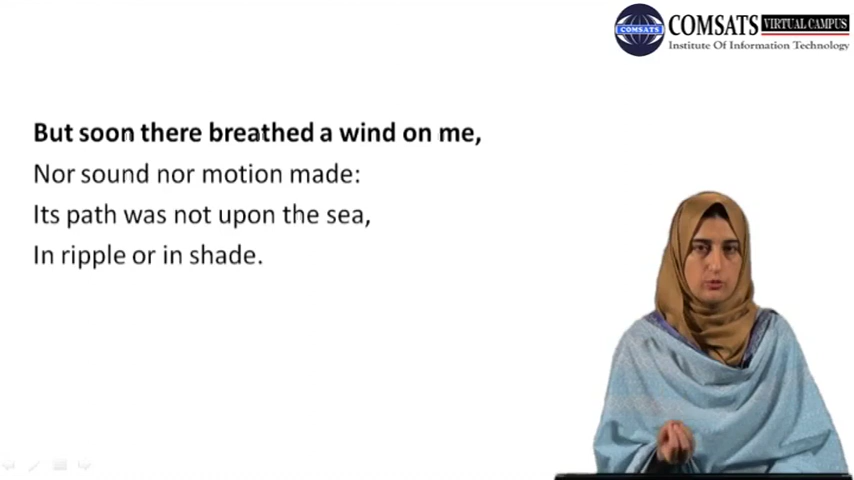 COMSATS
COMSATS VIRTUAL CAMPUS
Institute Of Information Technology
But soon there breathed a wind on me,
Nor sound nor motion made:
Its path was not upon the sea,
In ripple or in shade.